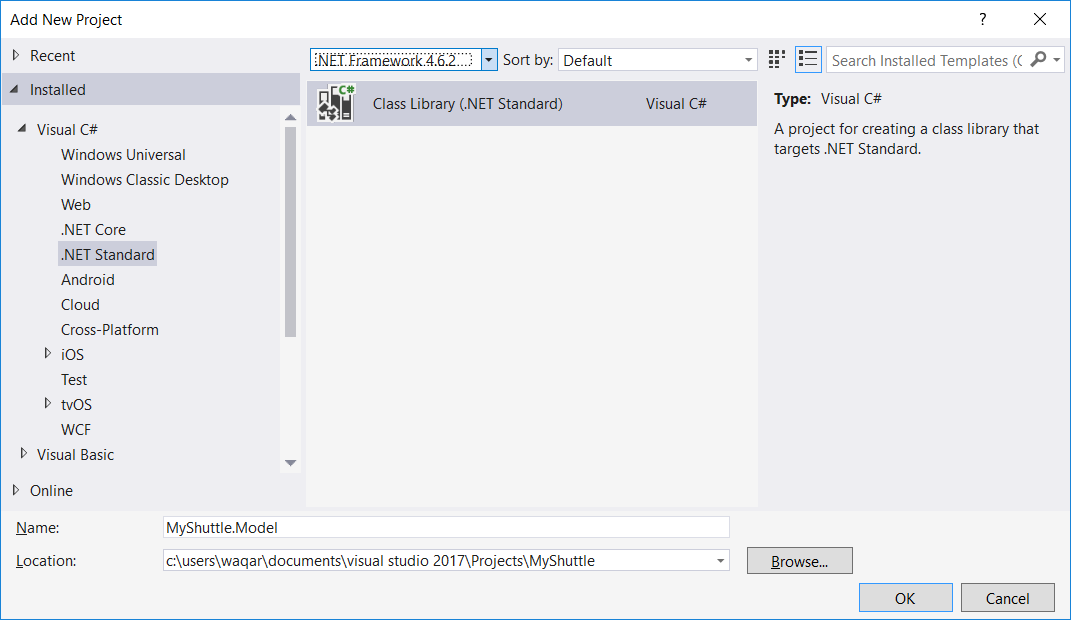 Add New Project
?
Recent
Installed
Visual C#
Windows Universal
Windows Classic Desktop
Web
.NET Core
.NET Standard
Android
Cloud
Cross-Platform
iOS
Test
tvOS
WCF
Visual Basic
Online
.NET Framework 4.6.2... Sort by: Default
C#
Class Library (.NET Standard) Visual C#
Search Installed Templates (C
Type: Visual C#
A project for creating a class library that
targets .NET Standard.
Name: MyShuttle.Model
Location: c:\users\waqar\documents\visual studio 2017\Projects\MyShuttle Browse...
OK Cancel